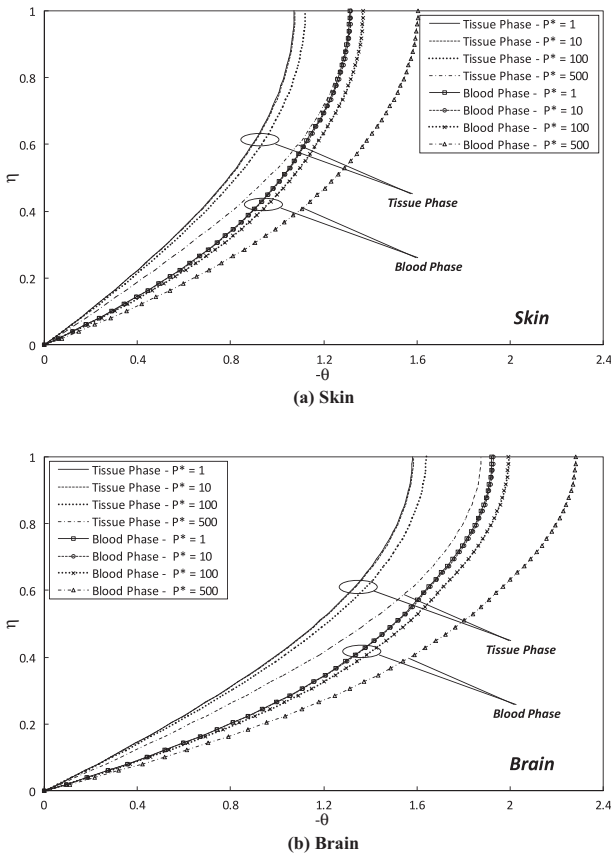 1
0.8
0.6
0.4
0.2
0
η
0
0.4
0.8
1.2
1.6
2
2.4
-θ
Tissue Phase - P* = 1
Tissue Phase - P* = 10
Tissue Phase - P* = 100
Tissue Phase - P* = 500
Blood Phase - P* = 1
Blood Phase - P* = 10
Blood Phase - P* = 100
Blood Phase - P* = 500
Tissue Phase
Blood Phase
Skin
(a) Skin
1
0.8
0.6
0.4
0.2
0
η
0
0.4
0.8
1.2
1.6
2
2.4
-θ
Tissue Phase - P* = 1
Tissue Phase - P* = 10
Tissue Phase - P* = 100
Tissue Phase - P* = 500
Blood Phase - P* = 1
Blood Phase - P* = 10
Blood Phase - P* = 100
Blood Phase - P* = 500
Tissue Phase
Blood Phase
Brain
(b) Brain